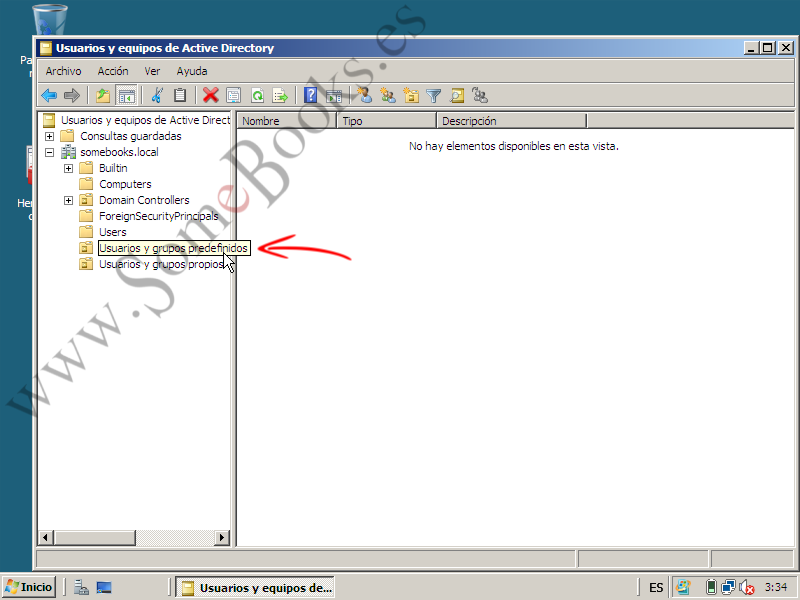 Pa
r
Usuarios y equipos de Active Directory
Archivo Acción Ver Ayuda
Usuarios y equipos de Active Direct
Nombre Tipo Descripción
Consultas guardadas
No hay elementos disponibles en esta vista.
somebooks.local
Builtin
Computers
Her
c
Domain Controllers
ForeignSecurityPrincipals
Users
Usuarios y grupos predefinidos
Usuarios y grupos propios
www.SomeBooks.es
Inicio
Usuarios y equipos de...
ES
3:34